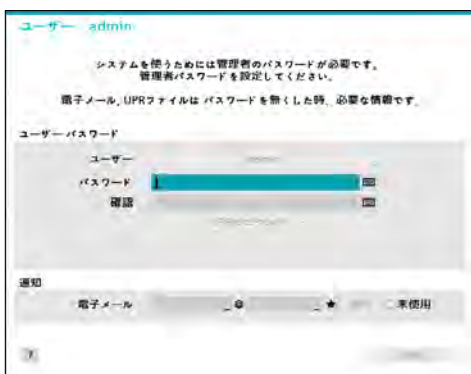 ユーザー admin
システムを使うためには管理者のパスワードが必要です。
管理者パスワードを設定してください。
電子メール, UPRファイルは パスワードを無くした時, 必要な情報です。
ユーザー パスワード
ユーザー
パスワード
確認
通知
電子メール _@ _★ 未使用
?